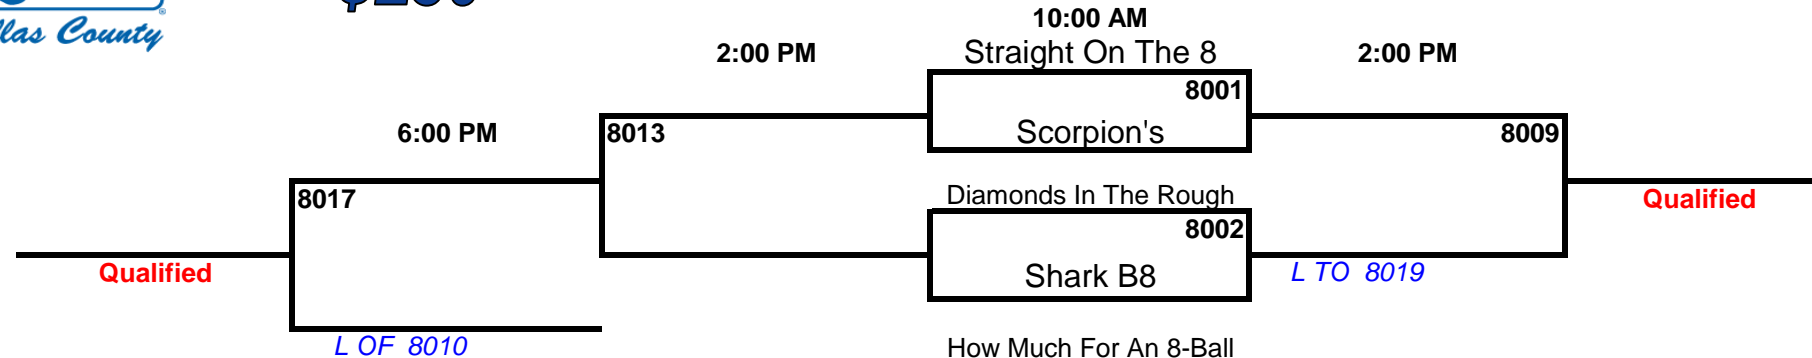 County
10:00 AM
2:00 PM
Straight On The 8
2:00 PM
8001
6:00 PM
8013
Scorpion's
8009
Diamonds In The Rough
8017
Qualified
8002
Qualified
Shark B8
L TO 8019
L OF 8010
How Much For An 8-Ball